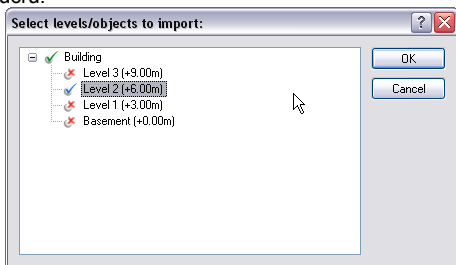 Select levels/objects to import:
Building
Level 3 (+9.00m)
Level 2 (+6.00m)
Level 1 (+3.00m)
Basement (+0.00m)
OK
Cancel